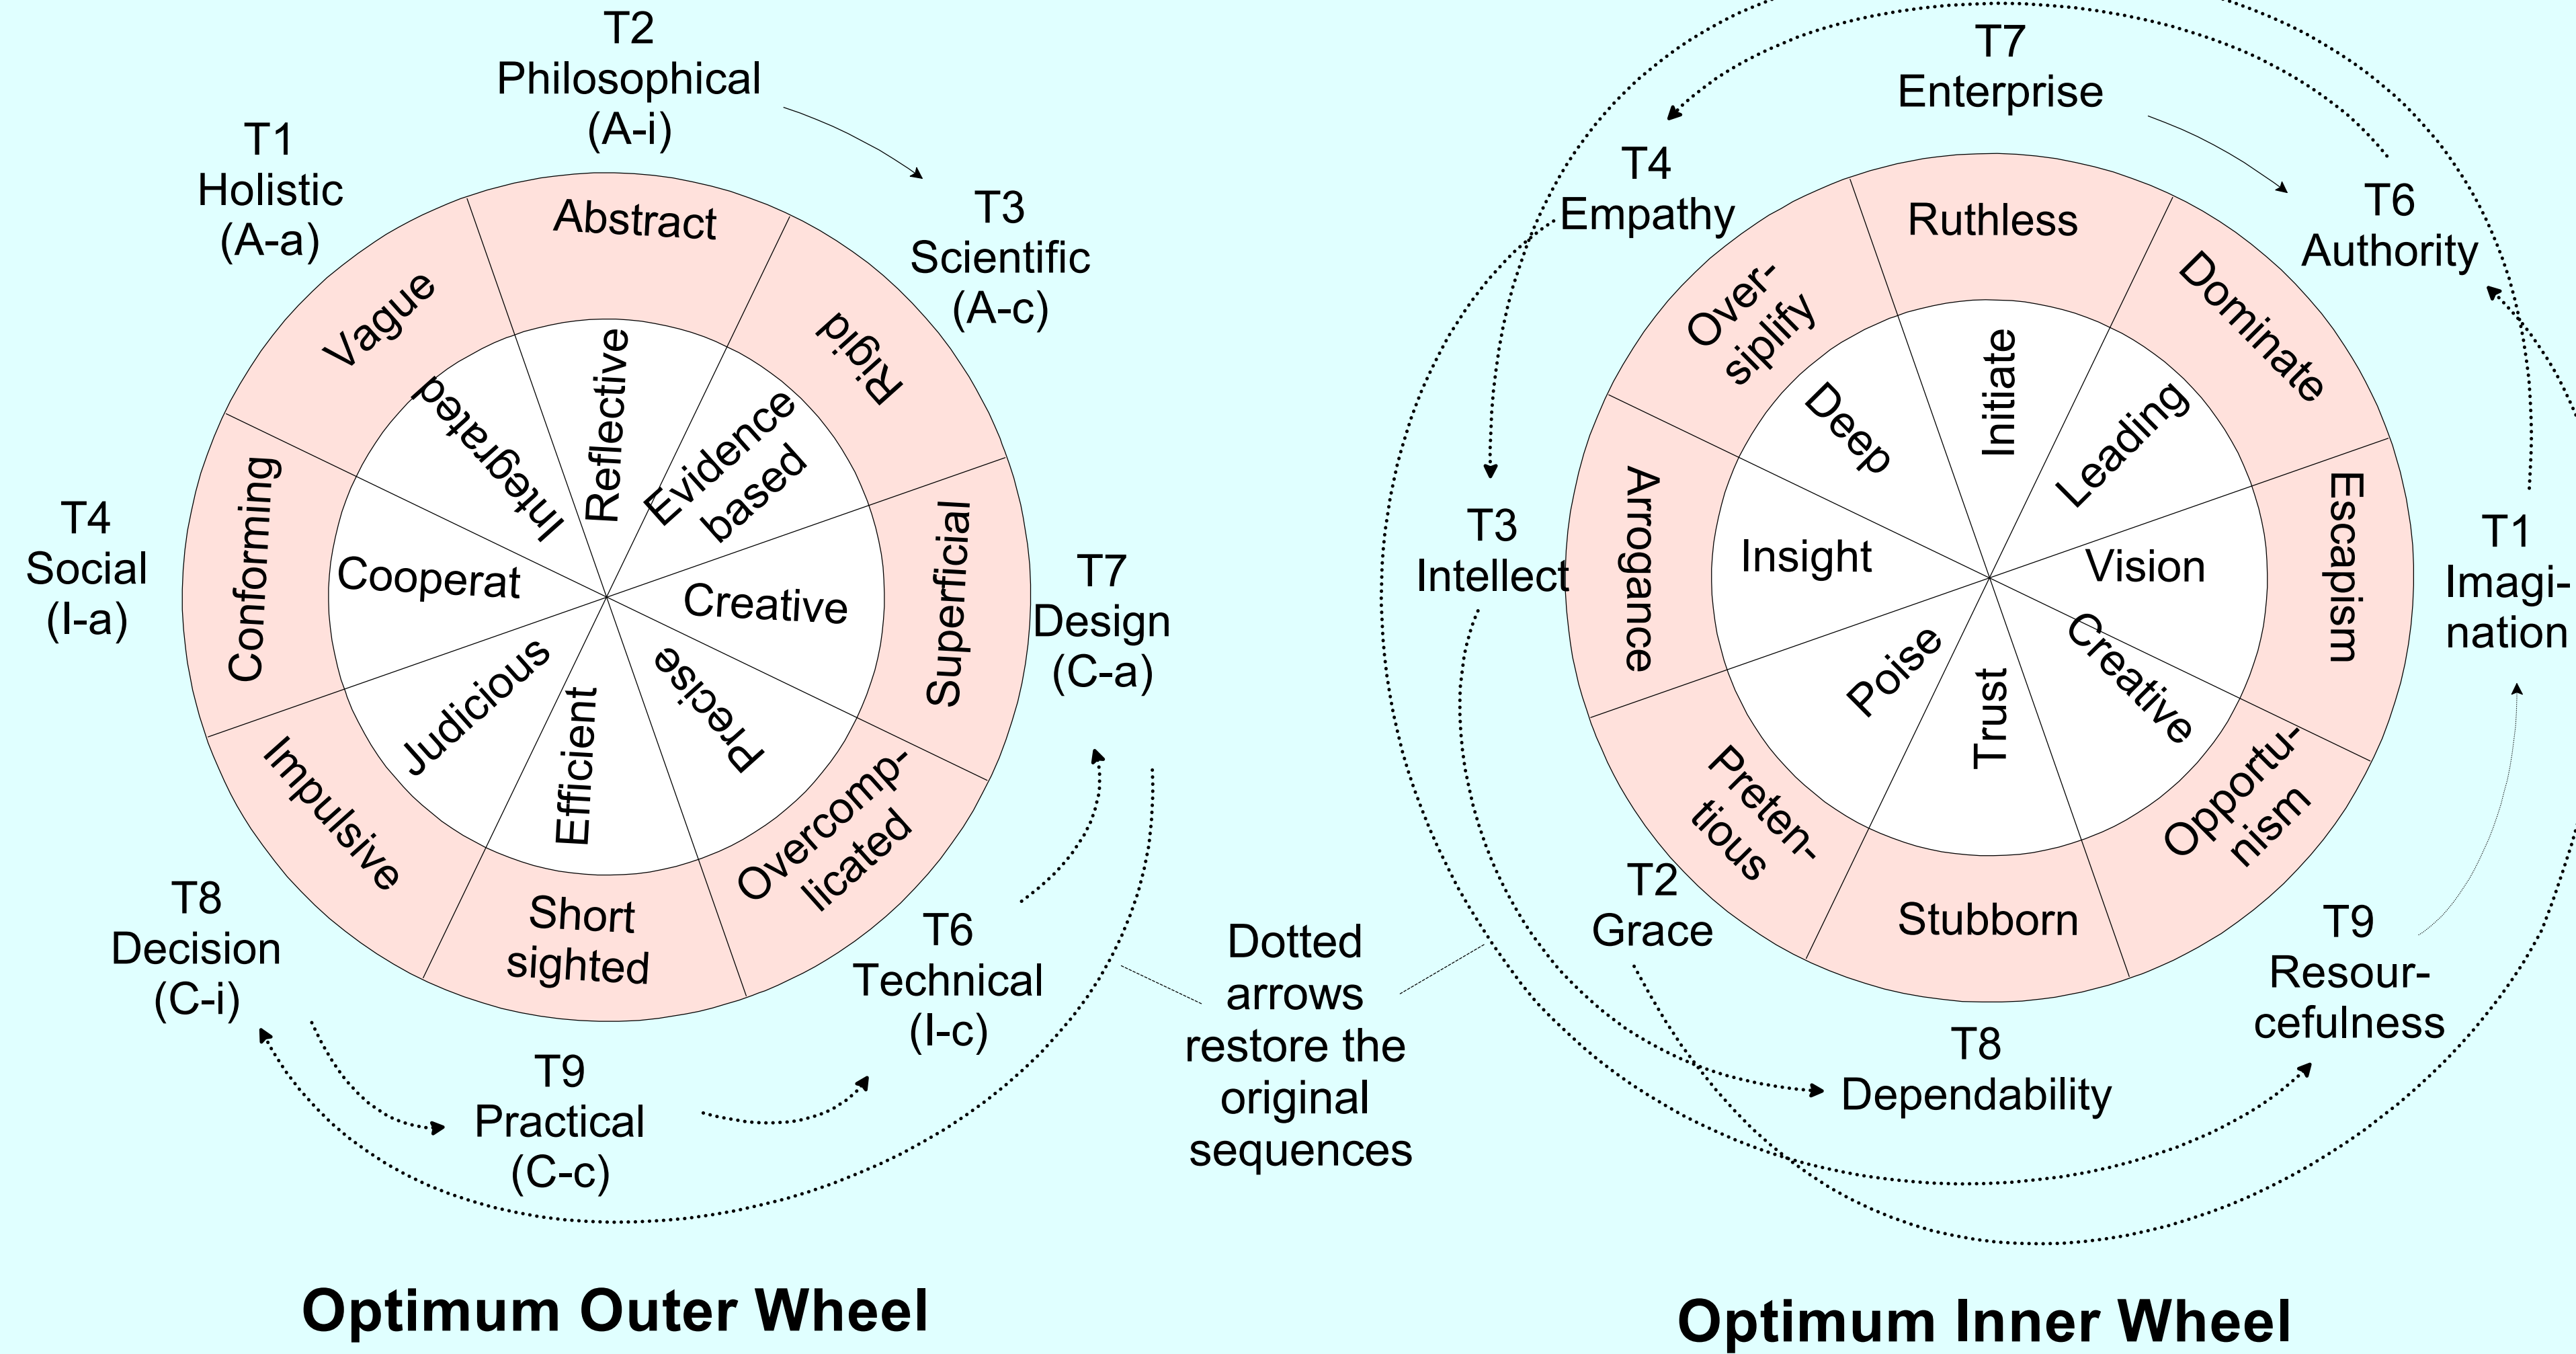 T2
Philosophical
(A-i)
T1
Holistic
(A-a)
T3
Scientific
(A-c)
T4
Social
(I-a)
T7
Design
(C-a)
T8
Decision
(C-i)
T9
Practical
(C-c)
T6
Technical
(I-c)
Abstract
Rigid
Superficial
Overcomp-
licated
Short
sighted
Impulsive
Conforming
Vague
Reflective
Evidence
based
Creative
Precise
Efficient
Judicious
Cooperat
Integrated
Optimum Outer Wheel
Dotted
arrows
restore the
original
sequences
T7
Enterprise
T4
Empathy
T6
Authority
T3
Intellect
T1
Imagi-
nation
T2
Grace
T8
Dependability
T9
Resour-
cefulness
Ruthless
Dominate
Escapism
Opportu-
nism
Stubborn
Preten-
tious
Arrogance
Over-
siplify
Initiate
Leading
Vision
Creative
Trust
Poise
Insight
Deep
Optimum Inner Wheel